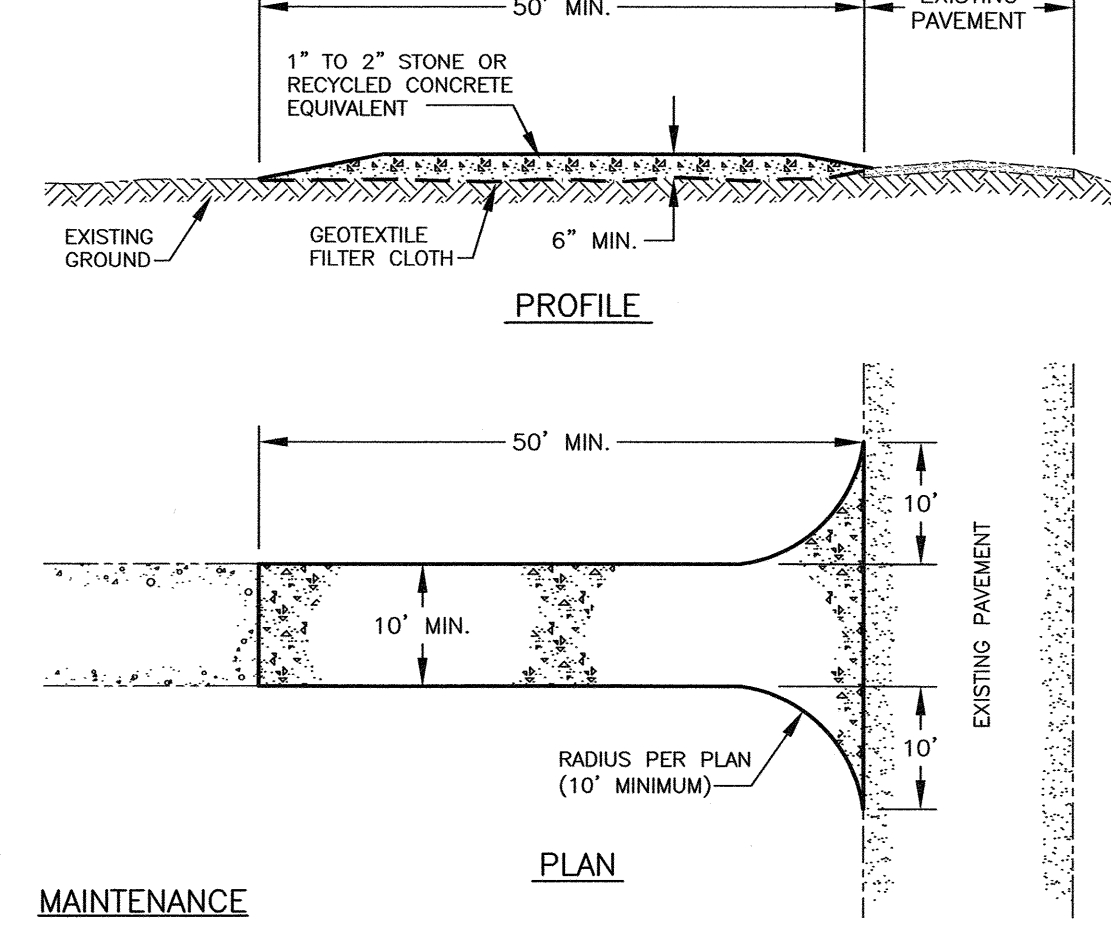 50' MIN.
EXISTING
PAVEMENT
1" TO 2" STONE OR
RECYCLED CONCRETE
EQUIVALENT
EXISTING
GROUND
GEOTEXTILE
FILTER CLOTH
6" MIN.
PROFILE
50' MIN.
10'
10' MIN.
EXISTING PAVEMENT
10'
RADIUS PER PLAN
(10' MINIMUM)
PLAN
MAINTENANCE